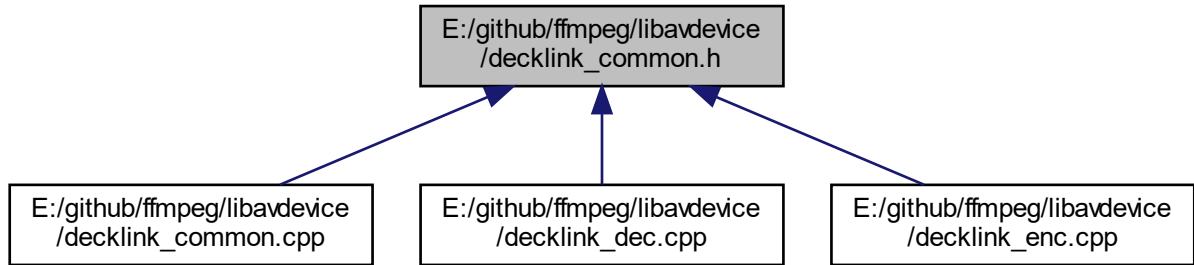 E:/github/ffmpeg/libavdevice
/decklink_common.h
E:/github/ffmpeg/libavdevice
/decklink_common.cpp
E:/github/ffmpeg/libavdevice
/decklink_dec.cpp
E:/github/ffmpeg/libavdevice
/decklink_enc.cpp